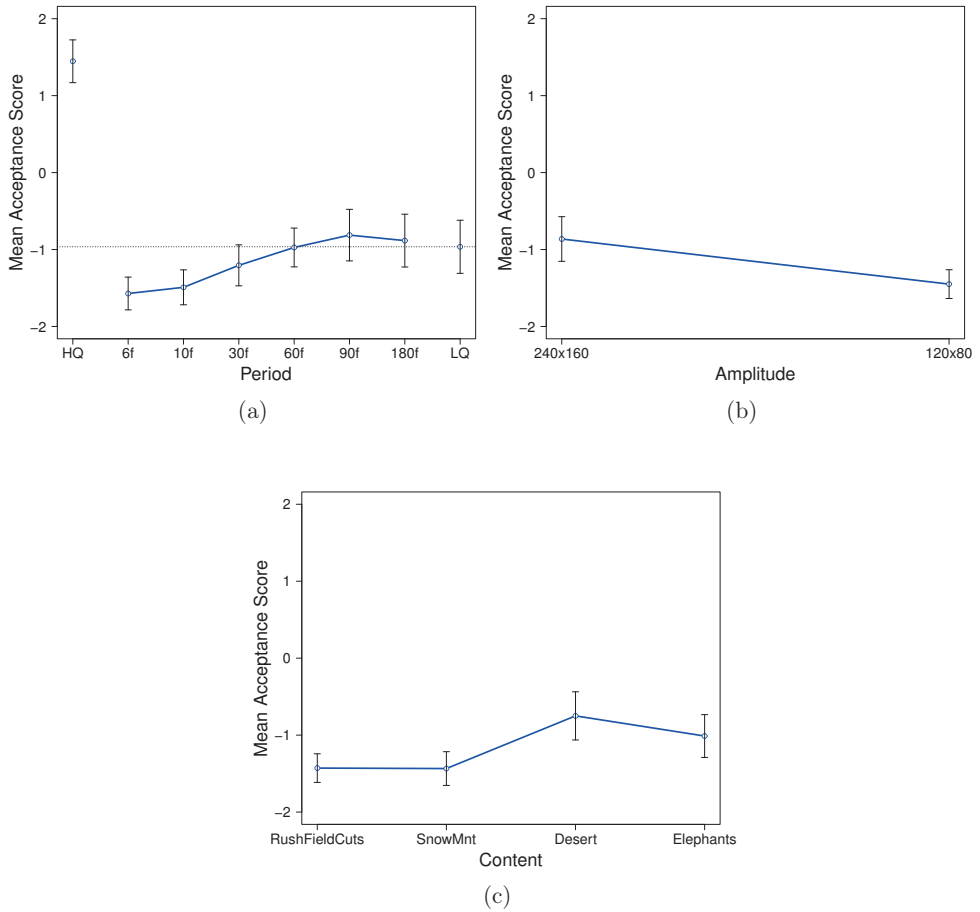 2
1
0
−1
−2
Mean Acceptance Score
HQ 6f 10f 30f 60f 90f 180f LQ
Period
(a)
2
1
0
−1
−2
Mean Acceptance Score
240x160 120x80
Amplitude
(b)
2
1
0
−1
−2
Mean Acceptance Score
RushFieldCuts SnowMnt Desert Elephants
Content
(c)